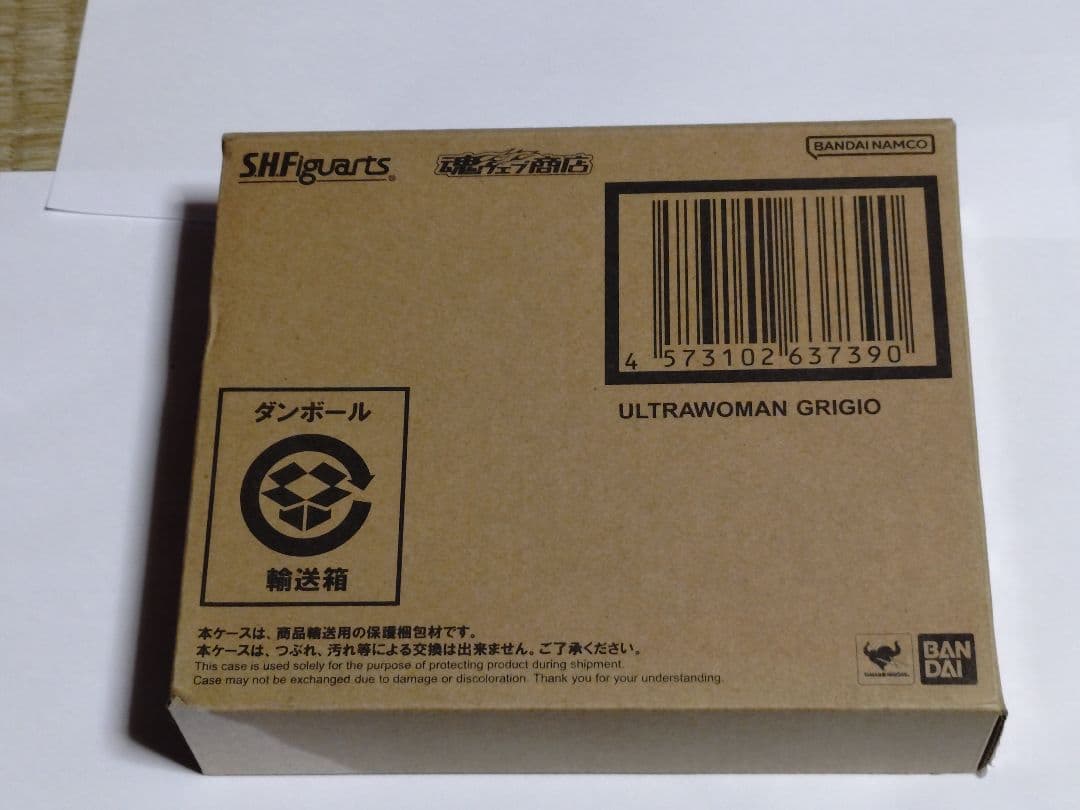 S.H.Figuarts
魂ウェブ商店
BANDAI NAMCO
4 573102 637390
ULTRAWOMAN GRIGIO
ダンボール
輸送箱
本ケースは、商品輸送用の保護梱包材です。
本ケースは、つぶれ、汚れ等による交換は出来ません。ご了承ください。
This case is used solely for the purpose of protecting product during shipment.
Case may not be exchanged due to damage or discoloration. Thank you for your understanding.
BAN
DAI